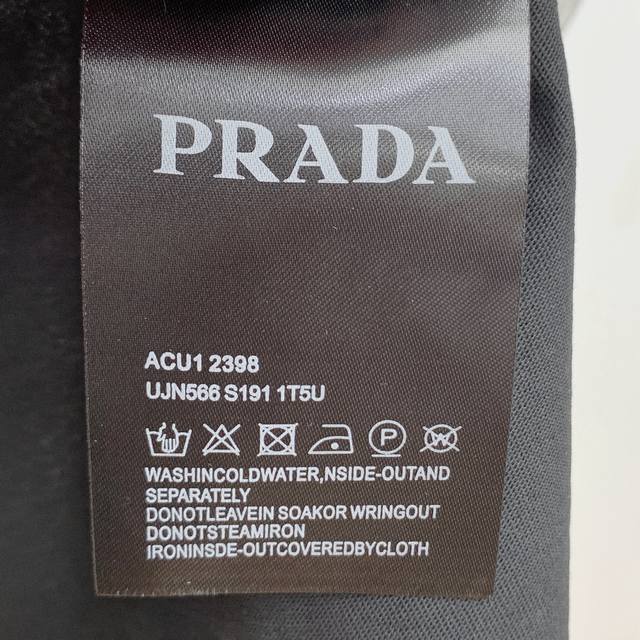 PRADA
ACU1 2398
UJN566 S191 1T5U
P
W
WASHINCOLDWATER,NSIDE-OUTAND
SEPARATELY
DONOTLEAVEIN SOAKOR WRINGOUT
DONOTSTEAMIRON
IRONINSDE-OUTCOVEREDBYCLOTH